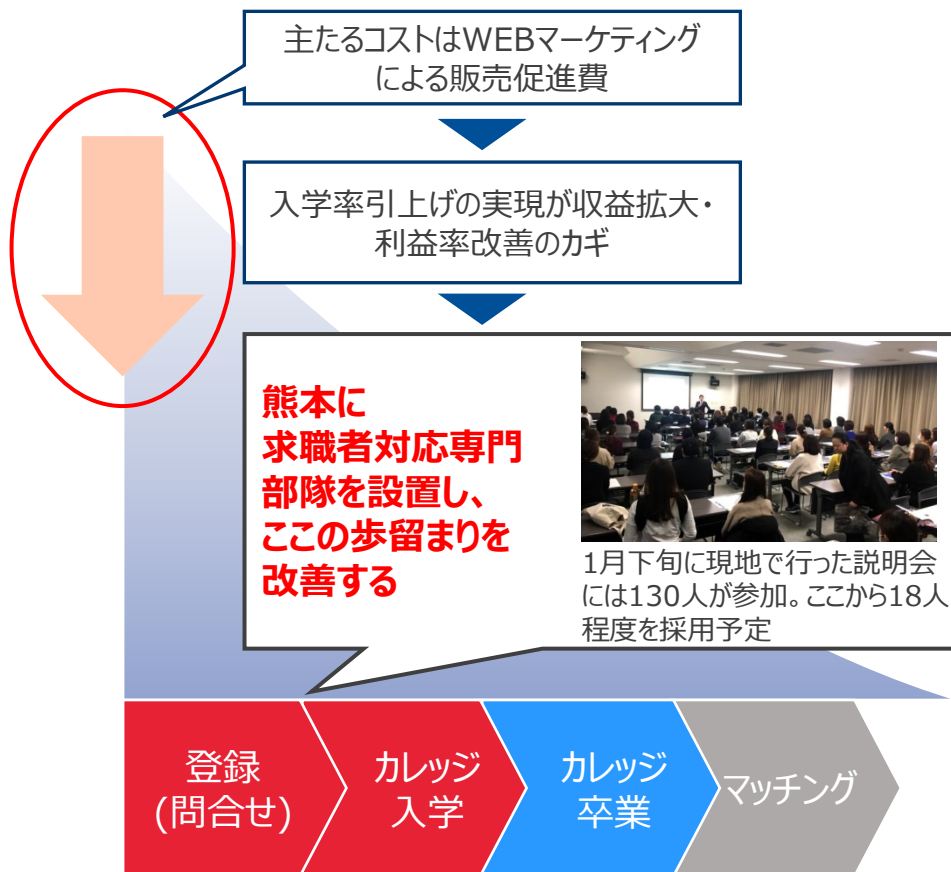 主たるコストはWEBマーケティング
による販売促進費
入学率引上げの実現が収益拡大・
利益率改善のカギ
熊本に
求職者対応専門
部隊を設置し、
ここの歩留まりを
改善する
1月下旬に現地で行った説明会
には130人が参加。ここから18人
程度を採用予定
登録
(問合せ)
カレッジ
入学
カレッジ
卒業
マッチング